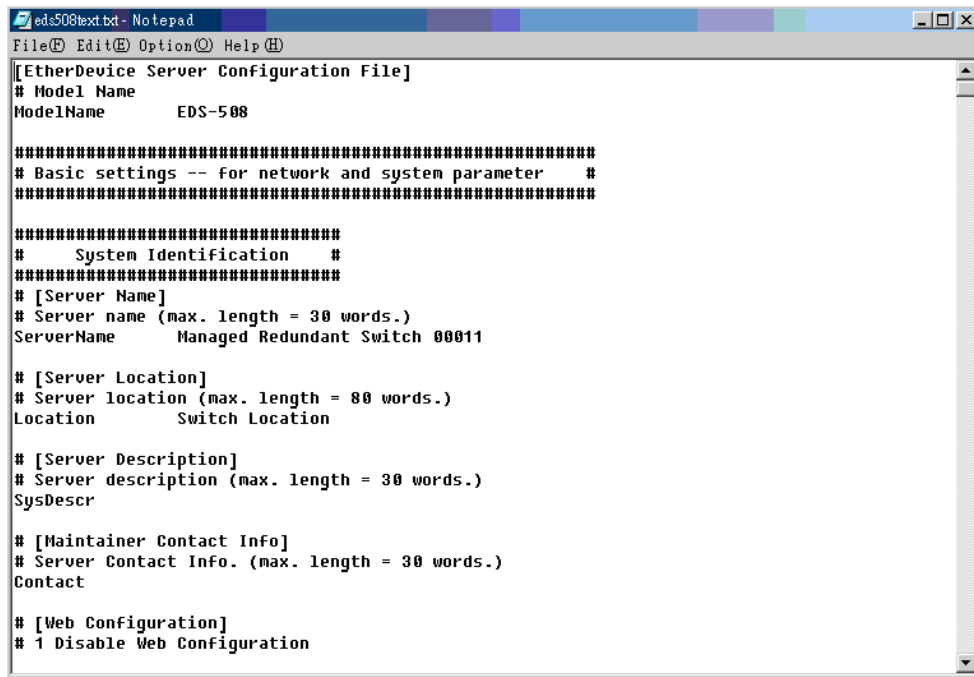 eds508text.txt - Notepad
File(F) Edit(E) Option(O) Help(H)
[EtherDevice Server Configuration File]
# Model Name
ModelName EDS-508
#########################################################
# Basic settings -- for network and system parameter #
#########################################################
################################
# System Identification #
################################
# [Server Name]
# Server name (max. length = 30 words.)
ServerName Managed Redundant Switch 00011
# [Server Location]
# Server location (max. length = 80 words.)
Location Switch Location
# [Server Description]
# Server description (max. length = 30 words.)
SysDescr
# [Maintainer Contact Info]
# Server Contact Info. (max. length = 30 words.)
Contact
# [Web Configuration]
# 1 Disable Web Configuration